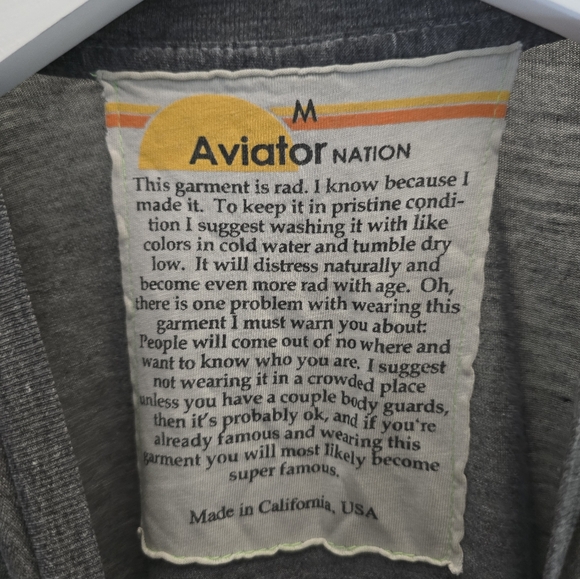 M
Aviator NATION
This garment is rad. I know because I
made it. To keep it in pristine condi-
tion I suggest washing it with like
colors in cold water and tumble dry
low. It will distress naturally and
become even more rad with age. Oh,
there is one problem with wearing this
garment I must warn you about:
People will come out of no where and
want to know who you are. I suggest
not wearing it in a crowded place
unless you have a couple body guards,
then it's probably ok, and if you're
already famous and wearing this
garment you will most likely become
super famous.
Made in California, USA